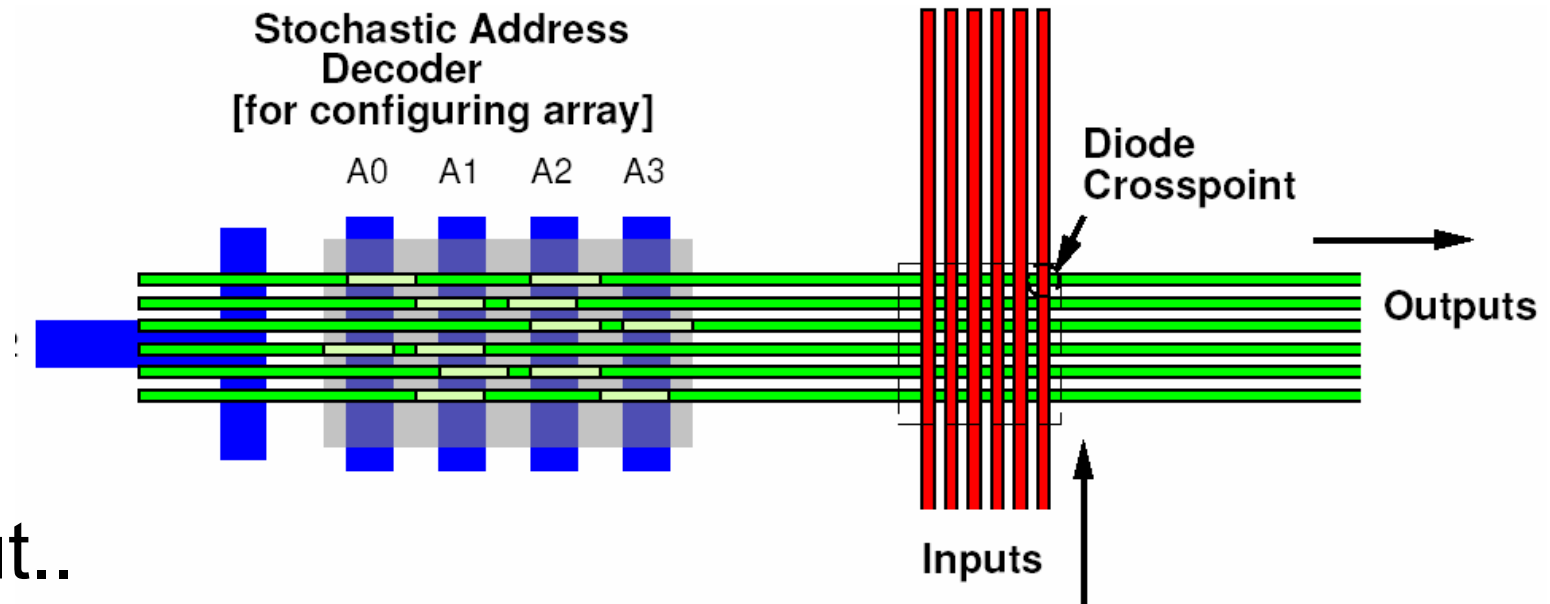 Stochastic Address
Decoder
[for configuring array]
A0 A1 A2 A3
Diode
Crosspoint
Outputs
Inputs